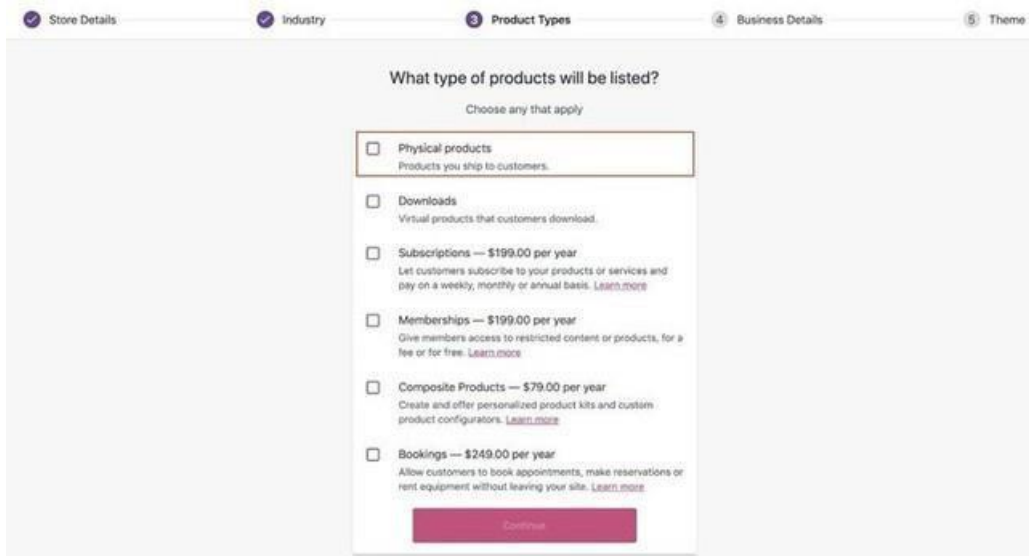 Store Details
Industry
3 Product Types
4 Business Details
5 Theme
What type of products will be listed?
Choose any that apply
Physical products
Products you ship to customers.
Downloads
Virtual products that customers download.
Subscriptions — $199.00 per year
Let customers subscribe to your products or services and
pay on a weekly, monthly or annual basis. Learn more
Memberships — $199.00 per year
Give members access to restricted content or products, for a
fee or for free. Learn more
Composite Products — $79.00 per year
Create and offer personalized product kits and custom
product configurators. Learn more
Bookings — $249.00 per year
Allow customers to book appointments, make reservations or
rent equipment without leaving your site. Learn more
Continue